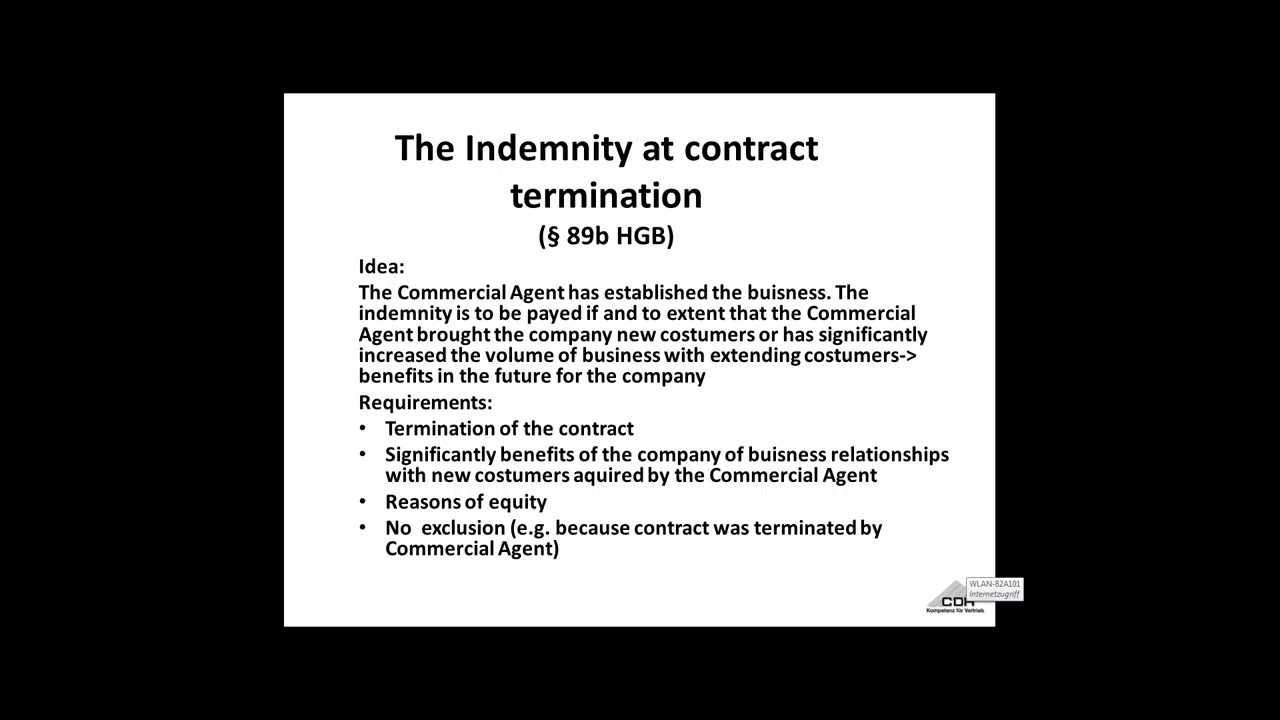 The Indemnity at contract
termination
(§ 89b HGB)
Idea:
The Commercial Agent has established the buisness. The
indemnity is to be payed if and to extent that the Commercial
Agent brought the company new costumers or has significantly
increased the volume of business with extending costumers->
benefits in the future for the company
Requirements:
• Termination of the contract
• Significantly benefits of the company of buisness relationships
with new costumers aquired by the Commercial Agent
• Reasons of equity
• No exclusion (e.g. because contract was terminated by
Commercial Agent)
WLAN-82A101
Internetzugriff
CDH
Kompetenz für Vertrieb